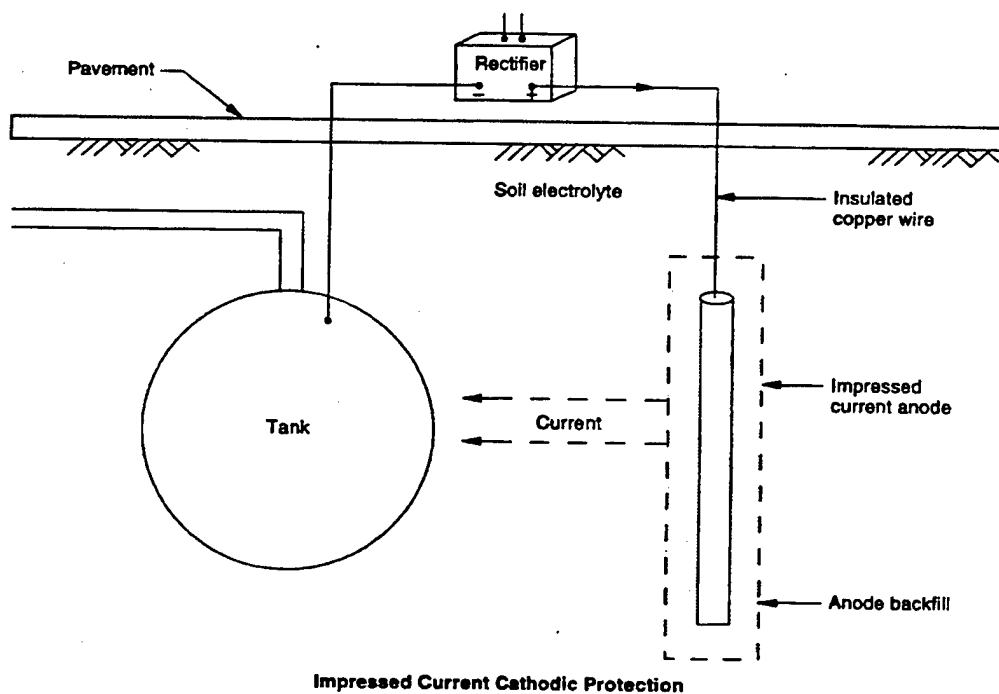 Pavement
Rectifier
- +
Soil electrolyte
Insulated
copper wire
Impressed
current anode
Tank
Current
Anode backfill
Impressed Current Cathodic Protection